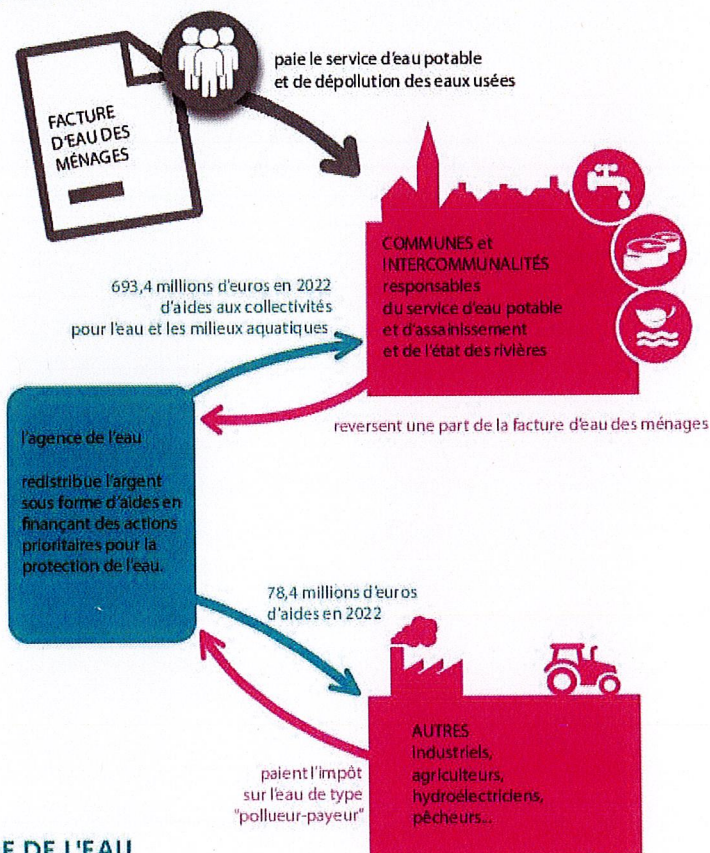 paie le service d'eau potable
et de dépollution des eaux usées
FACTURE
D'EAU DES
MÉNAGES
COMMUNES et
INTERCOMMUNALITÉS
responsables
du service d'eau potable
et d'assainissement
et de l'état des rivières
693,4 millions d'euros en 2022
d'aides aux collectivités
pour l'eau et les milieux aquatiques
reversent une part de la facture d'eau des ménages
l'agence de l'eau
redistribue l'argent
sous forme d'aides en
finançant des actions
prioritaires pour la
protection de l'eau.
78,4 millions d'euros
d'aides en 2022
paient l'impôt
sur l'eau de type
"pollueur-payeur"
AUTRES
industriels,
agriculteurs,
hydroélectriciens,
pêcheurs...
DE L'EAU